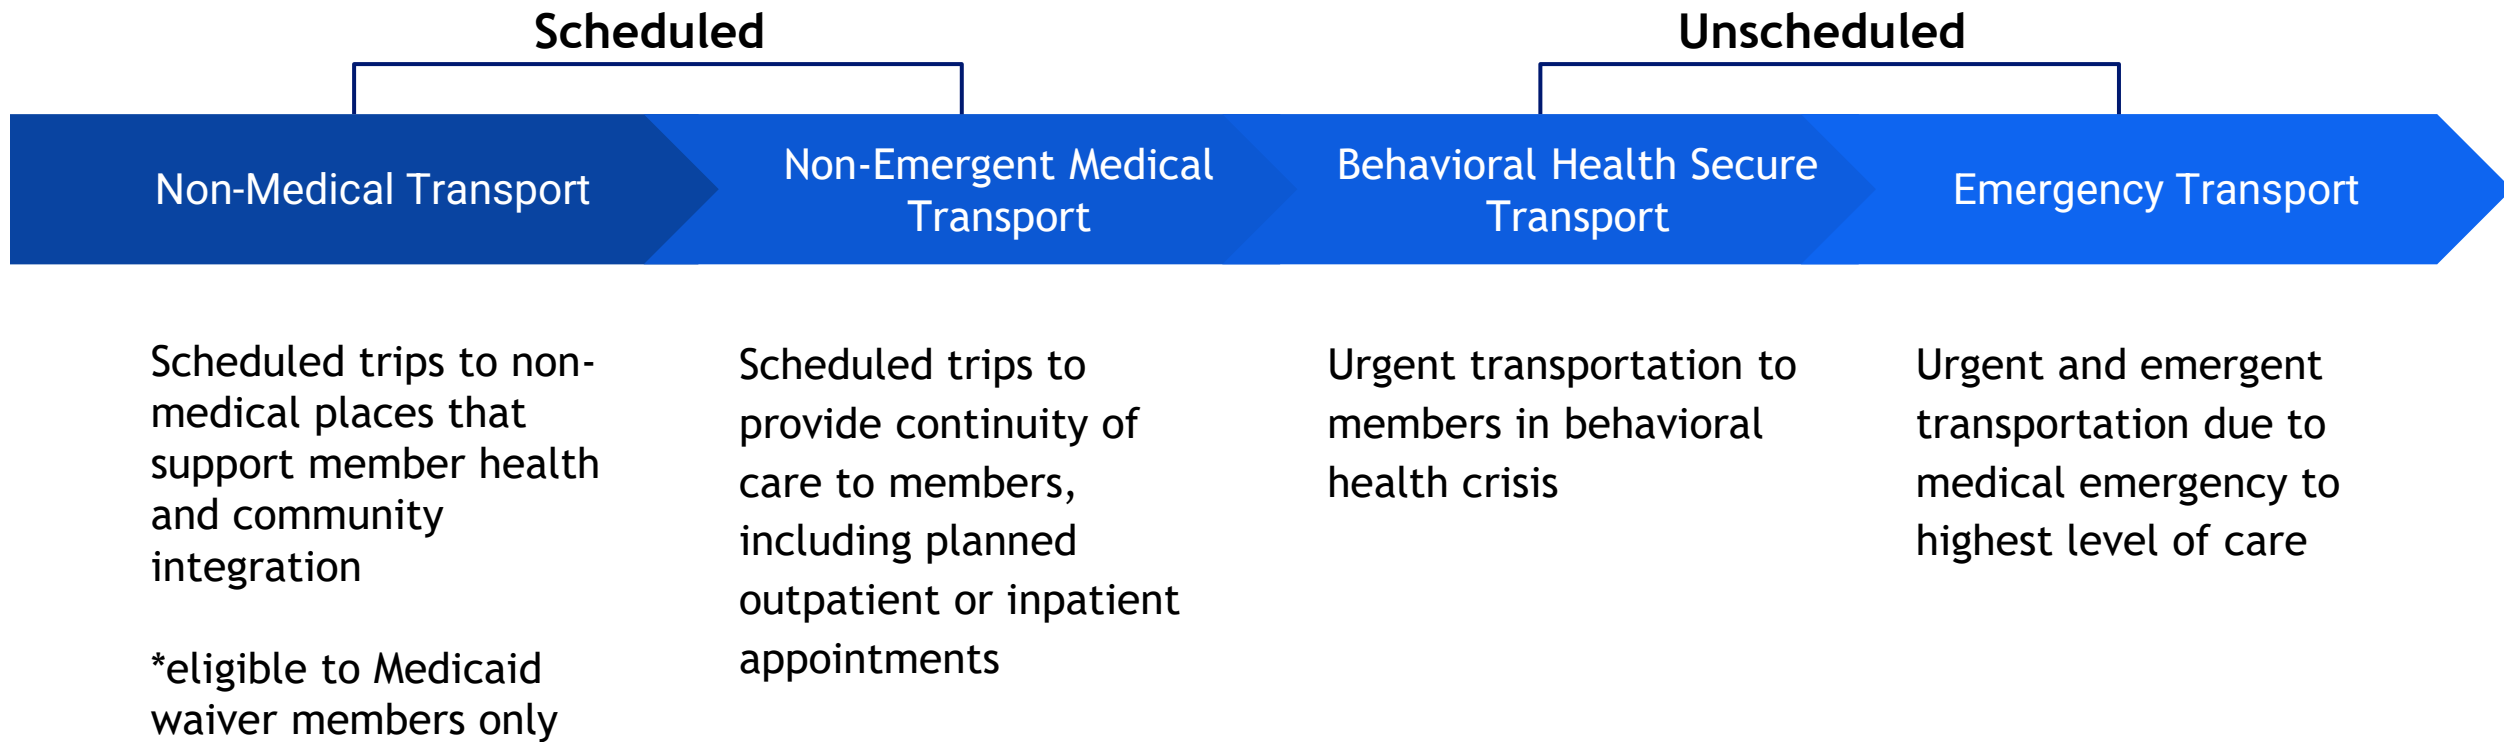 Scheduled
Unscheduled
Non-Medical Transport
Non-Emergent Medical
Transport
Behavioral Health Secure
Transport
Emergency Transport
Scheduled trips to non-
medical places that
support member health
and community
integration
*eligible to Medicaid
waiver members only
Scheduled trips to
provide continuity of
care to members,
including planned
outpatient or inpatient
appointments
Urgent transportation to
members in behavioral
health crisis
Urgent and emergent
transportation due to
medical emergency to
highest level of care